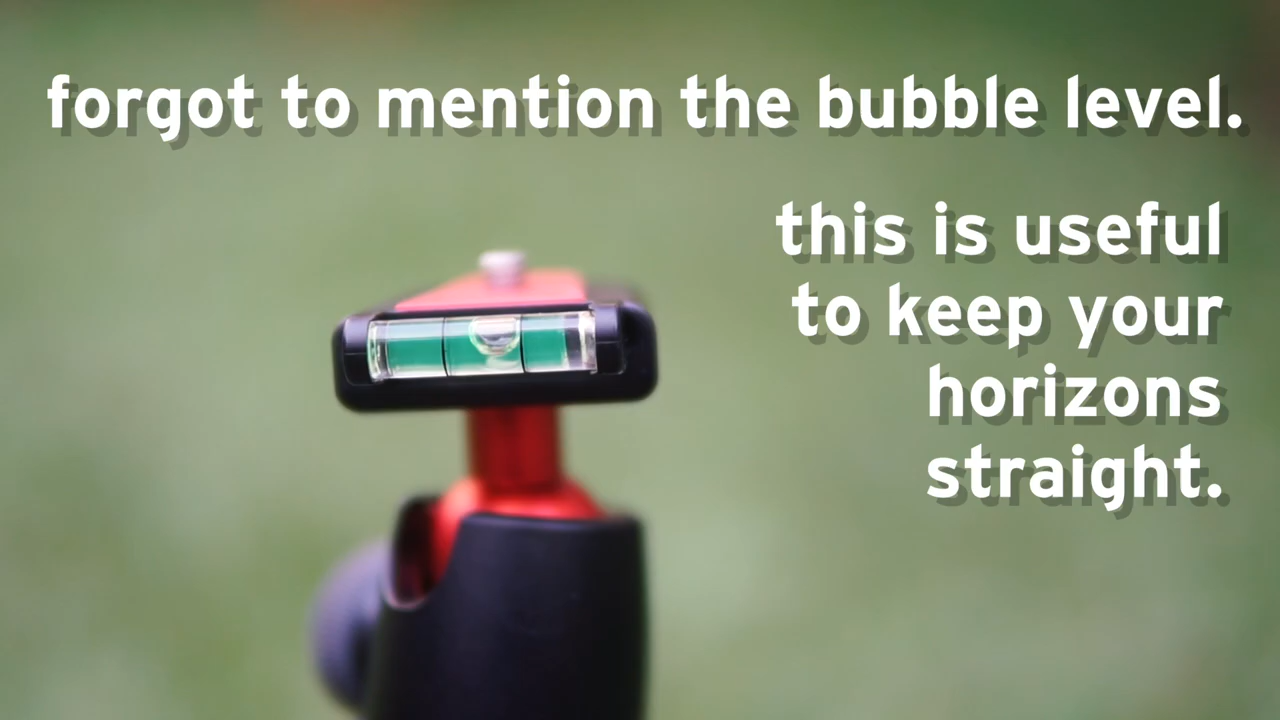 forgot to mention the bubble level.
this is useful
to keep your
horizons
straight.